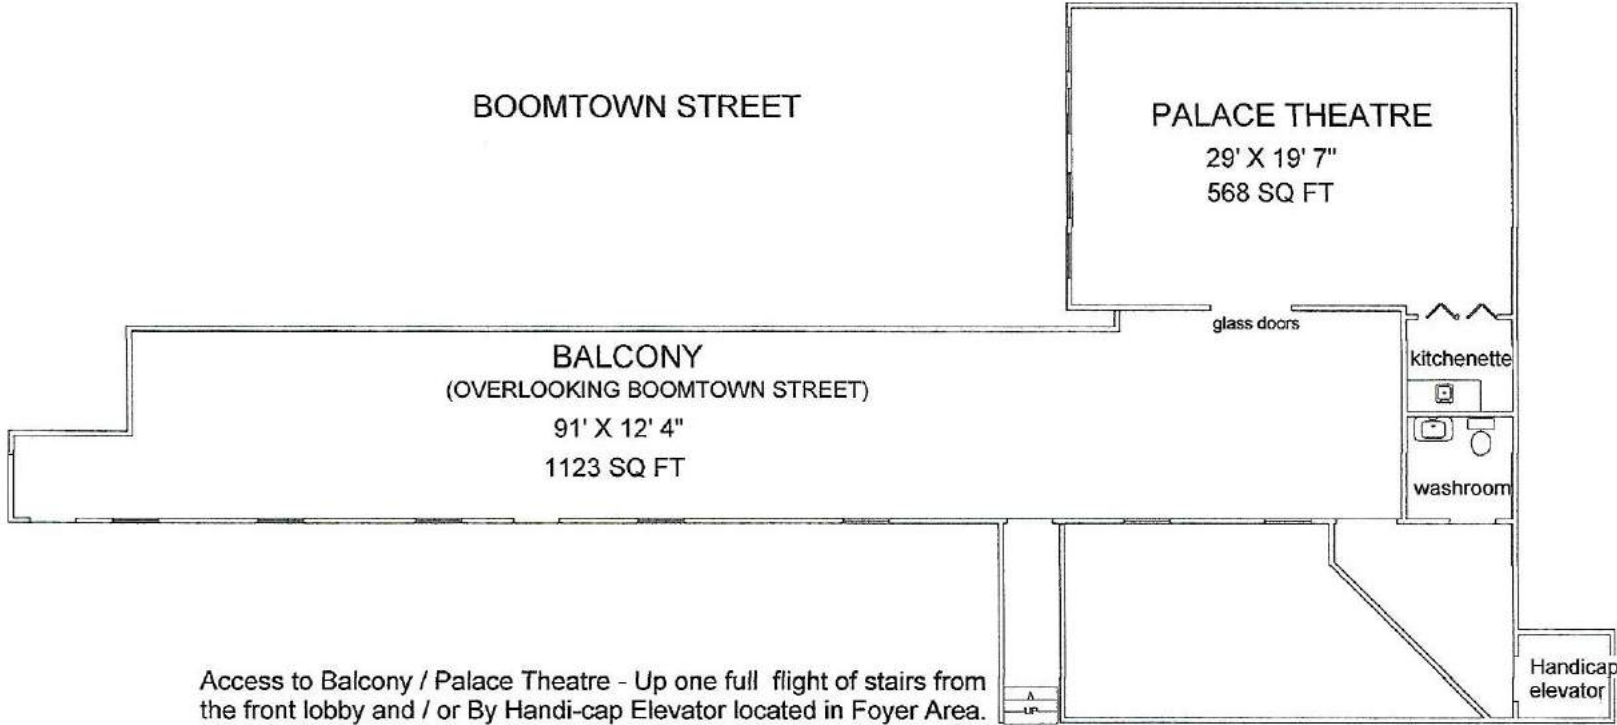 BOOMTOWN STREET
PALACE THEATRE
29' X 19' 7"
568 SQ FT
glass doors
kitchenette
BALCONY
(OVERLOOKING BOOMTOWN STREET)
91' X 12' 4"
1123 SQ FT
washroom
Handicap
elevator
Access to Balcony / Palace Theatre - Up one full flight of stairs from
the front lobby and / or By Handi-cap Elevator located in Foyer Area.
UP